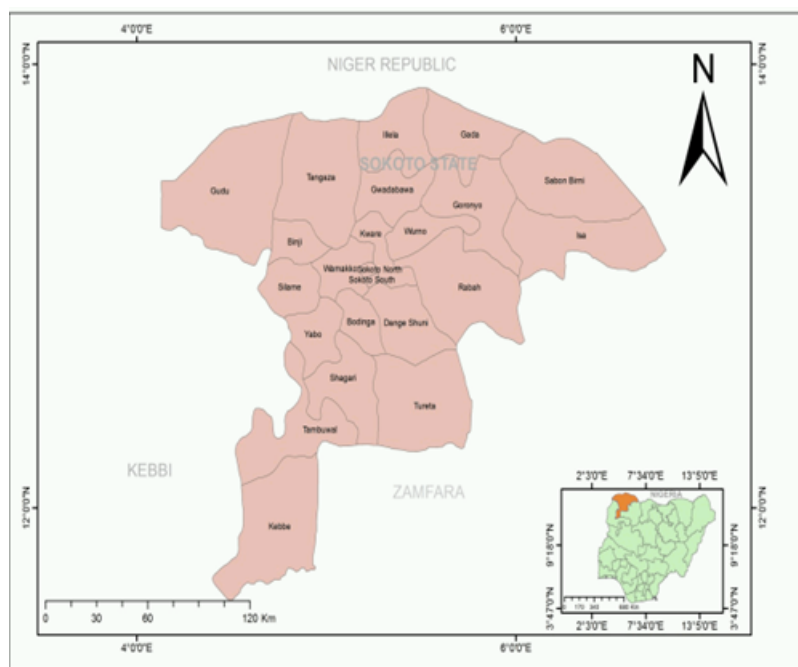 4°0'0"E 6°0'0"E
14°0'0"N 14°0'0"N
NIGER REPUBLIC
N
Illela Gada
SOKOTO STATE
Tangaza Sabon Birni
Gudu Gwadabawa
Goronyo
Kware Wurno Isa
Binji
Wamakko Sokoto North
Sokoto South
Silame Rabah
Bodinga Dange Shuni
Yabo
Shagari
Tureta
Tambuwal
KEBBI
ZAMFARA
2°3'0"E 7°34'0"E 13°5'0"E
NIGERIA
12°0'0"N 12°0'0"N
Kebbe
9°18'0"N 9°18'0"N
0 170 340 680 Km
3°47'0"N 3°47'0"N
0 30 60 120 Km
2°3'0"E 7°34'0"E 13°5'0"E
4°0'0"E 6°0'0"E